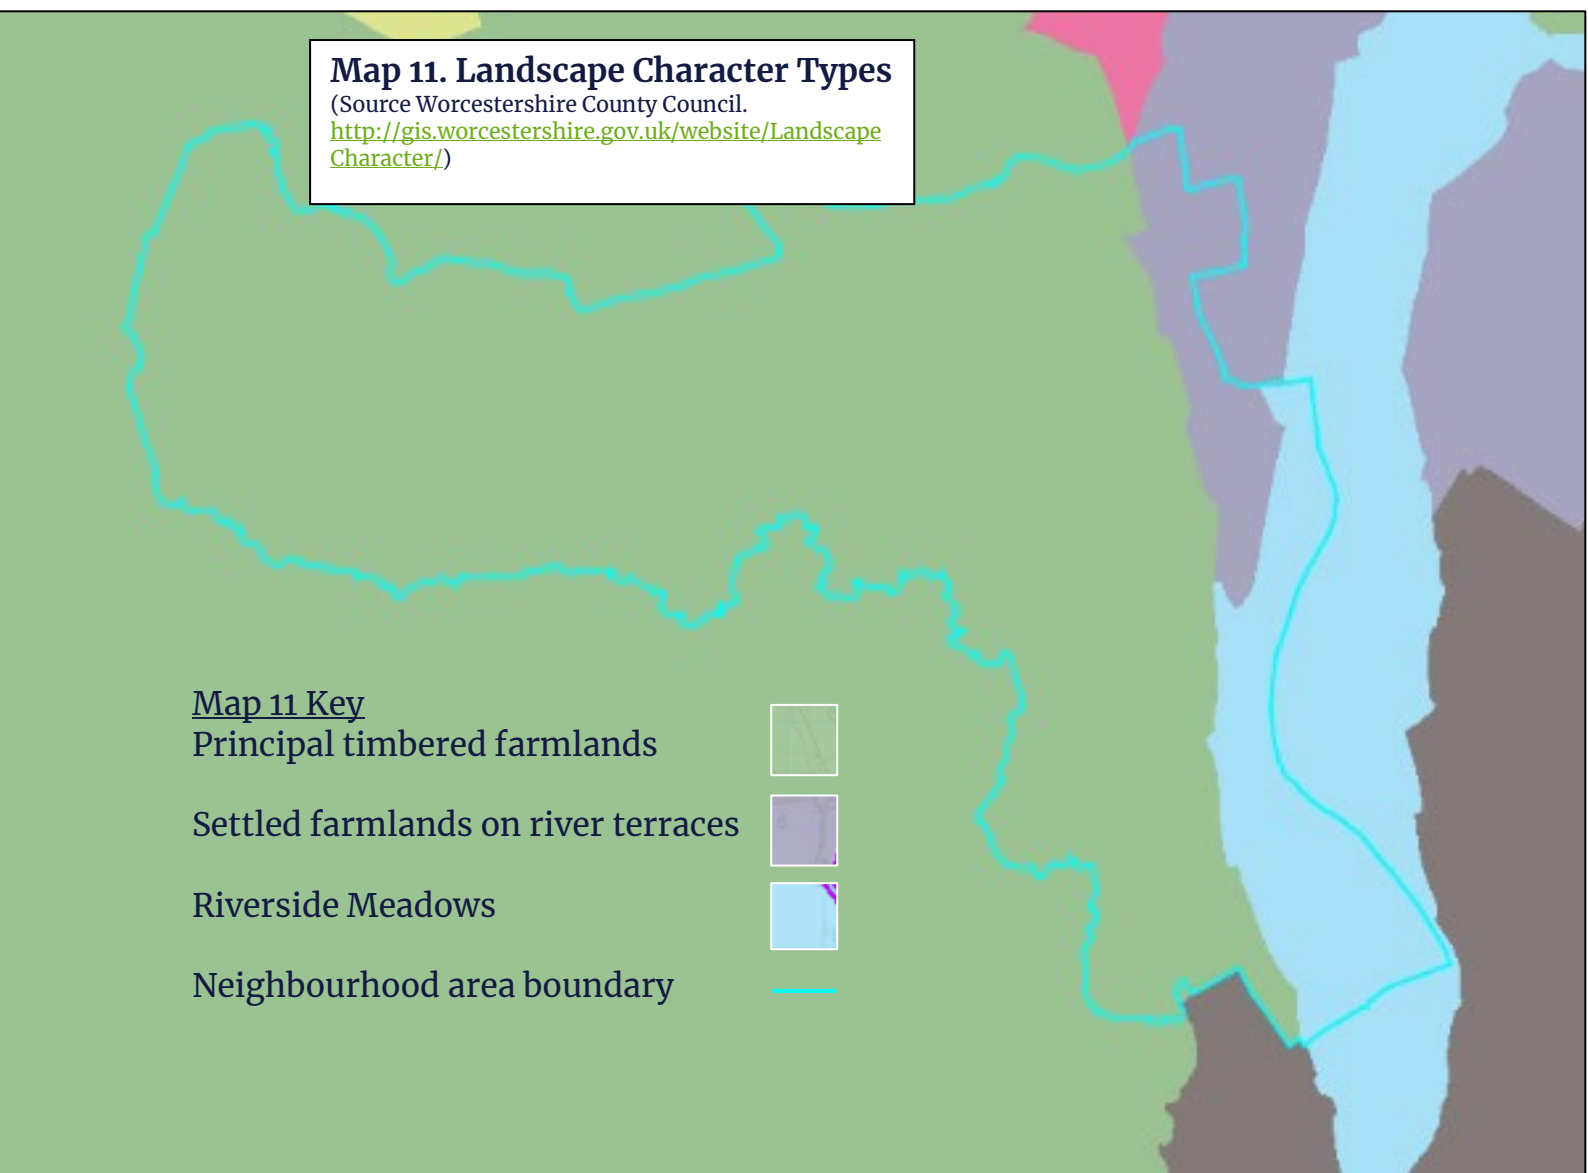 Map 11. Landscape Character Types
(Source Worcestershire County Council.
http://gis.worcestershire.gov.uk/website/Landscape
Character/)
Map 11 Key
Principal timbered farmlands
Settled farmlands on river terraces
Riverside Meadows
Neighbourhood area boundary